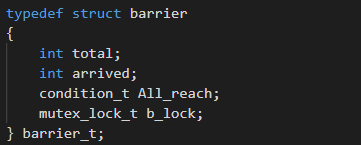 typedef struct barrier
{
    int total;
    int arrived;
    condition_t All_reach;
    mutex_lock_t b_lock;
} barrier_t;